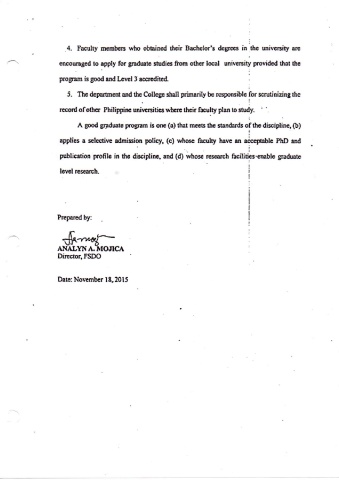 4. Faculty members who obtained their Bachelor's degrees in the university are
encouraged to apply for graduate studies from other local university provided that the
program is good and Level 3 accredited.
5. The department and the College shall primarily be responsible for scrutinizing the
record of other Philippine universities where their faculty plan to study.
A good graduate program is one (a) that meets the standards of the discipline, (b)
applies a selective admission policy, (c) whose faculty have an acceptable PhD and
publication profile in the discipline, and (d) whose research facilities enable graduate
level research.
Prepared by:
ANALYN A. MOJICA
Director, FSDO
Date: November 18, 2015